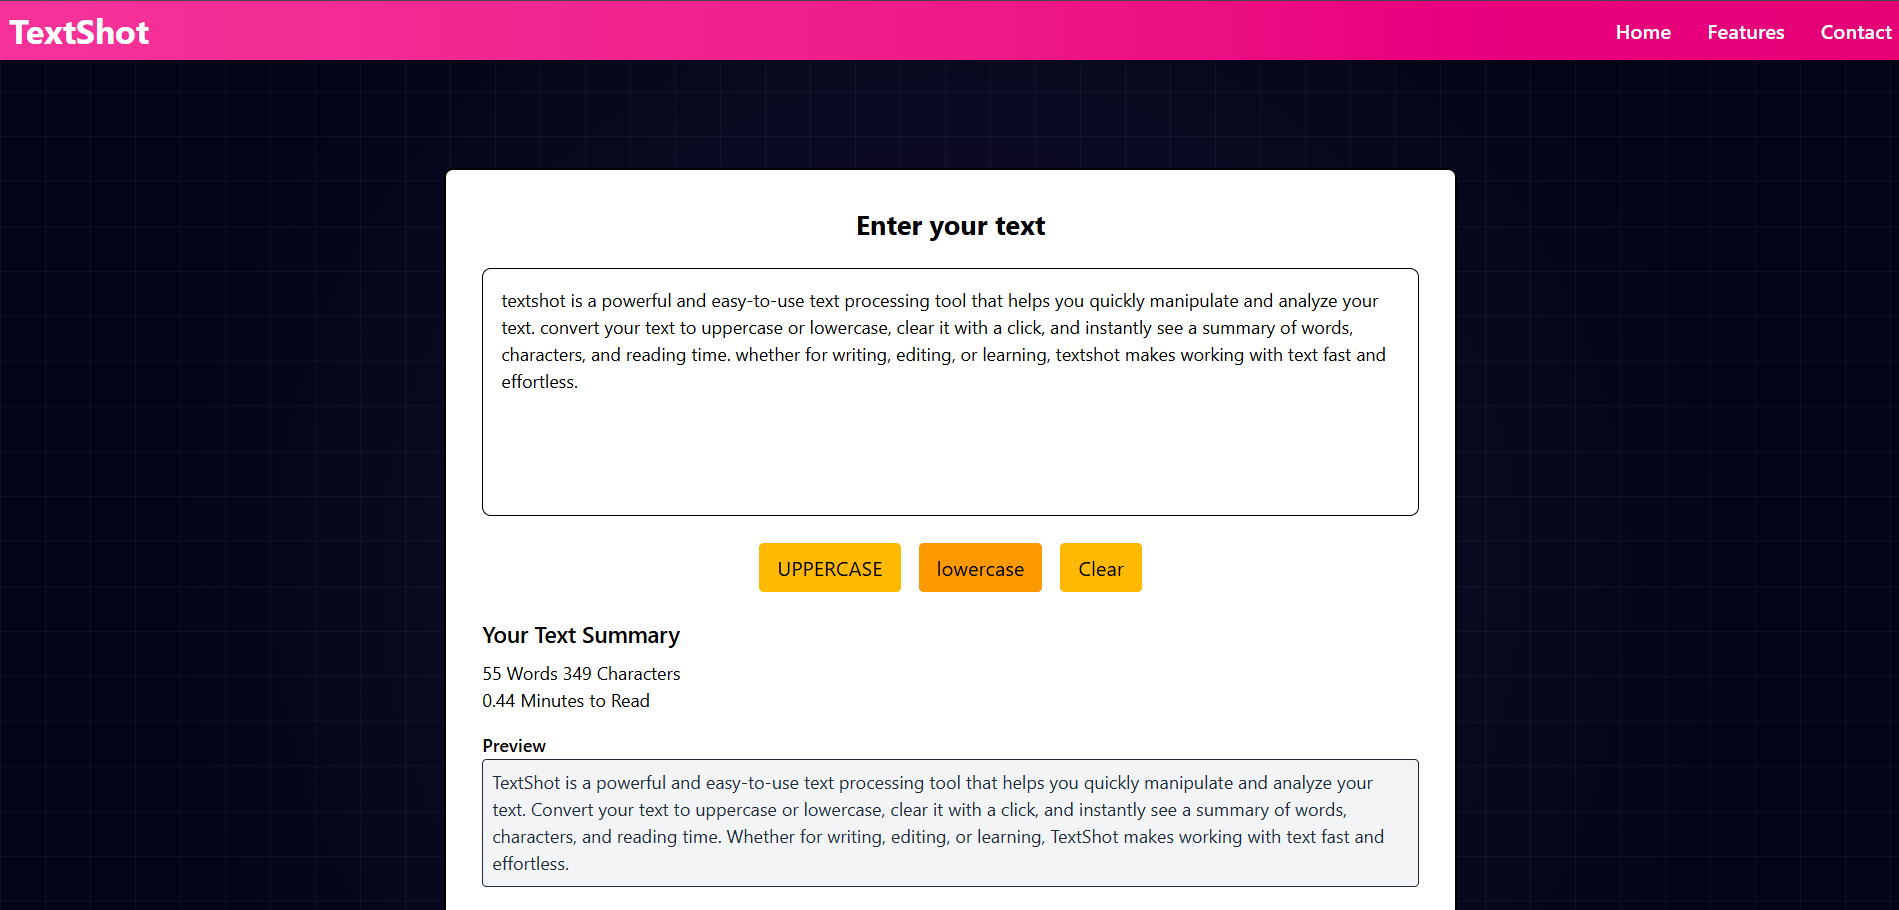 TextShot
Home Features Contact
Enter your text
textshot is a powerful and easy-to-use text processing tool that helps you quickly manipulate and analyze your
text. convert your text to uppercase or lowercase, clear it with a click, and instantly see a summary of words,
characters, and reading time. whether for writing, editing, or learning, textshot makes working with text fast and
effortless.
UPPERCASE lowercase Clear
Your Text Summary
55 Words 349 Characters
0.44 Minutes to Read
Preview
TextShot is a powerful and easy-to-use text processing tool that helps you quickly manipulate and analyze your
text. Convert your text to uppercase or lowercase, clear it with a click, and instantly see a summary of words,
characters, and reading time. Whether for writing, editing, or learning, TextShot makes working with text fast and
effortless.